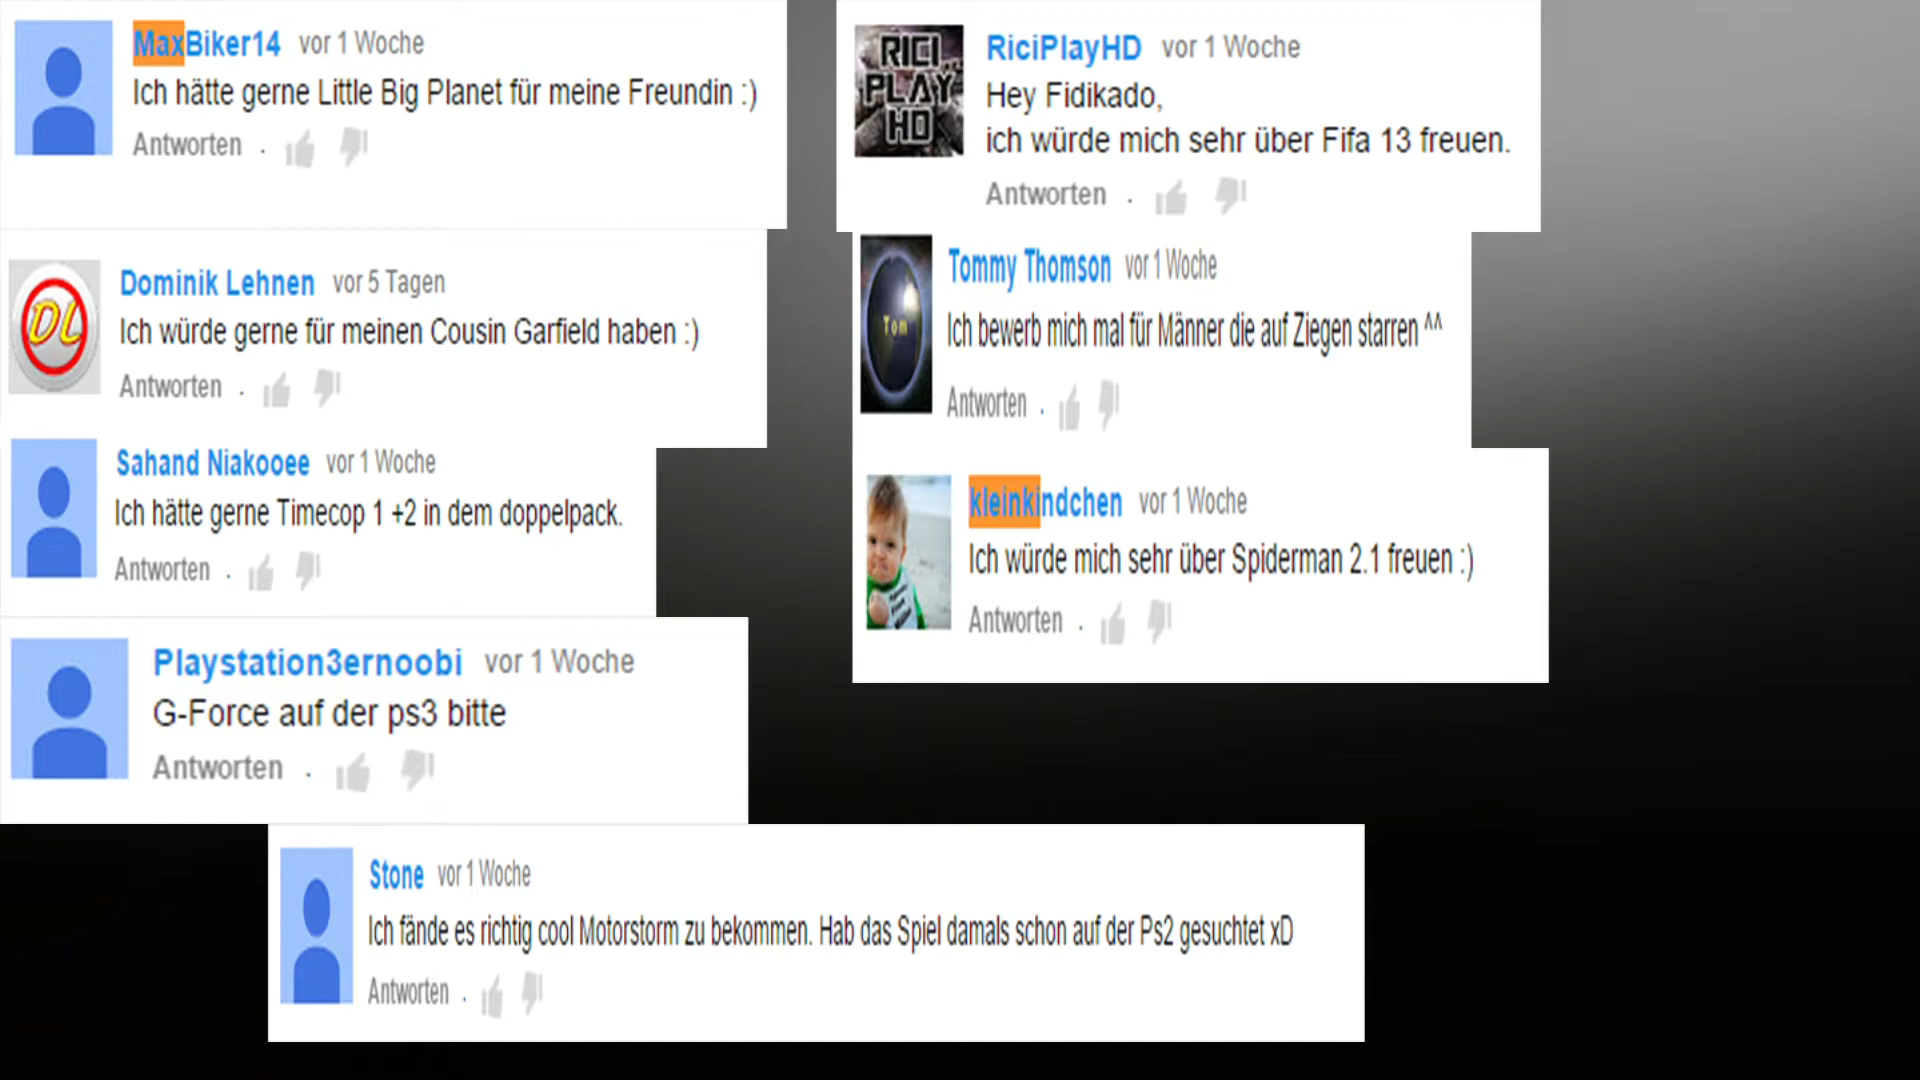 MaxBiker14 vor 1 Woche
Ich hätte gerne Little Big Planet für meine Freundin :)
Antworten .
Dominik Lehnen vor 5 Tagen
DL
Ich würde gerne für meinen Cousin Garfield haben :)
Antworten .
Sahand Niakooee vor 1 Woche
Ich hätte gerne Timecop 1 +2 in dem doppelpack.
Antworten .
Playstation3ernoobi vor 1 Woche
G-Force auf der ps3 bitte
Antworten .
RICI
PLAY
HD
RiciPlayHD vor 1 Woche
Hey Fidikado,
ich würde mich sehr über Fifa 13 freuen.
Antworten .
Tommy Thomson vor 1 Woche
Tom
Ich bewerb mich mal für Männer die auf Ziegen starren ^^
Antworten .
kleinkindchen vor 1 Woche
Ich würde mich sehr über Spiderman 2.1 freuen :)
Antworten .
Stone vor 1 Woche
Ich fände es richtig cool Motorstorm zu bekommen. Hab das Spiel damals schon auf der Ps2 gesuchtet xD
Antworten .